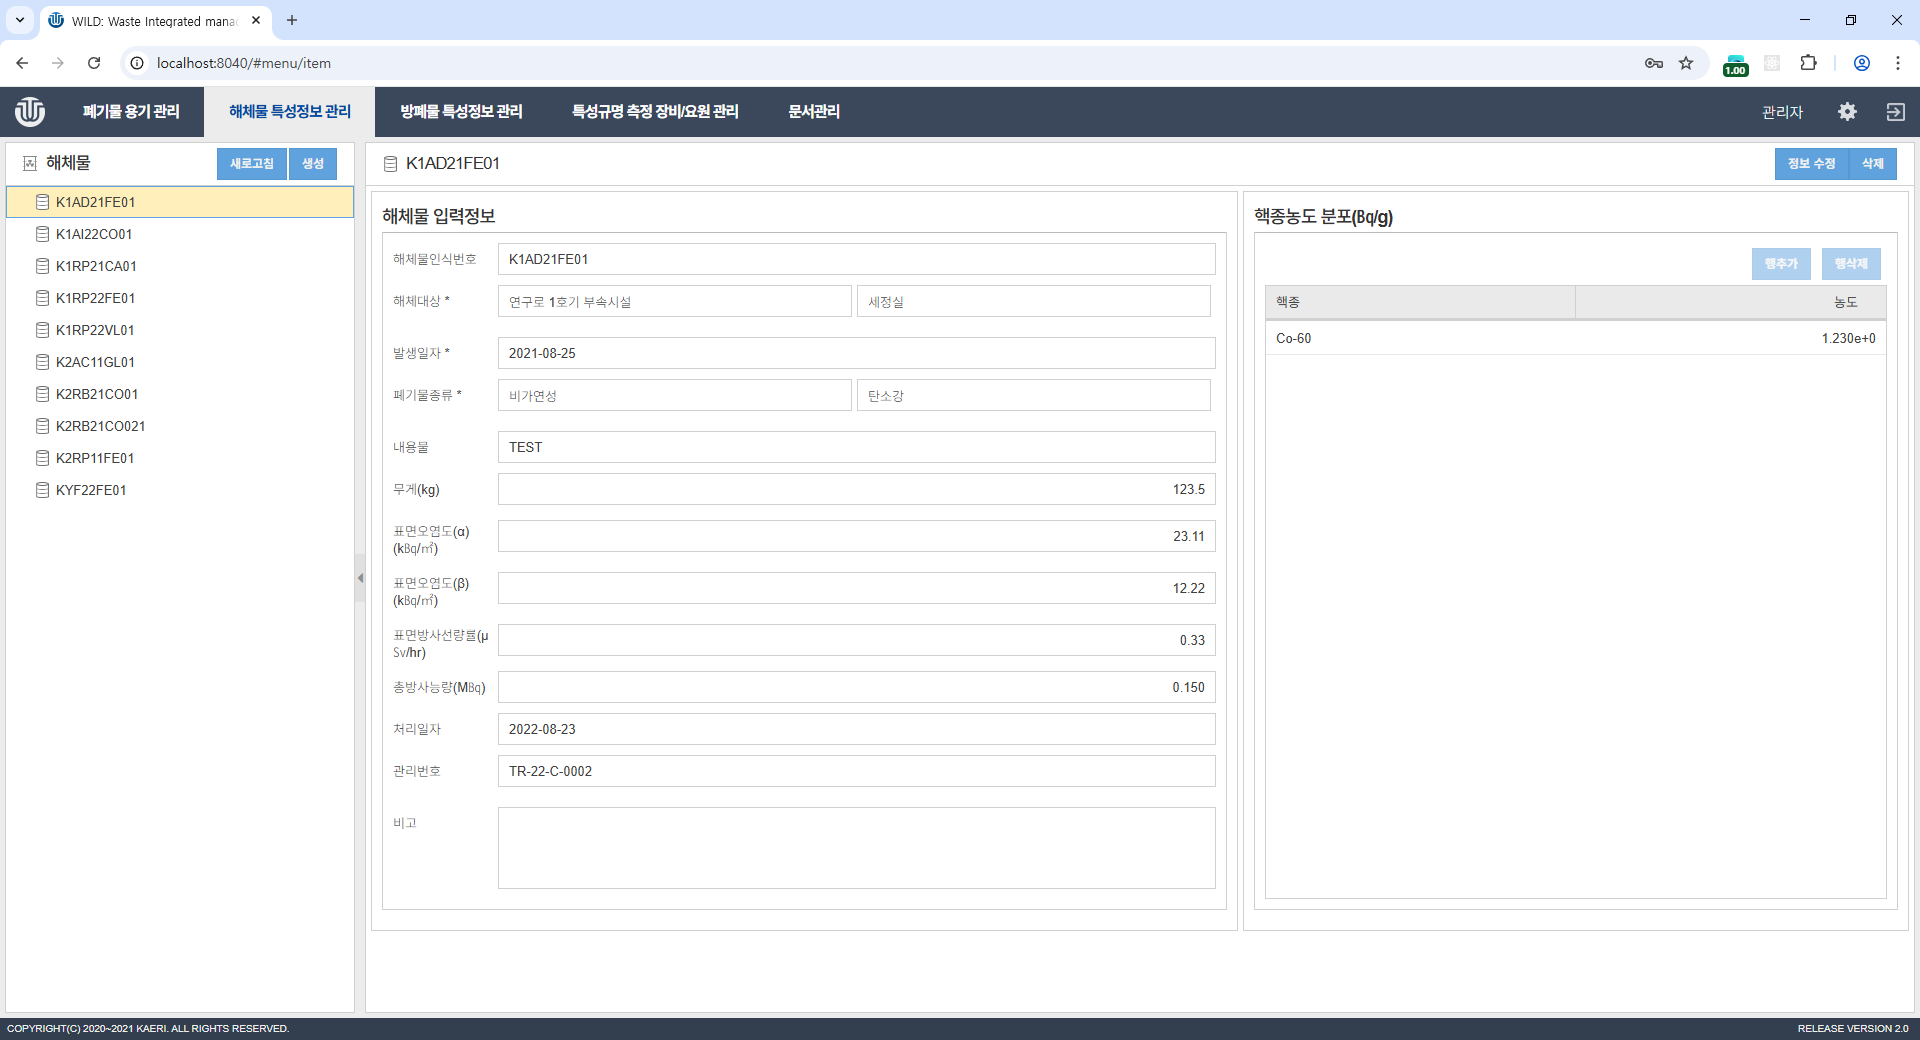 WILD: Waste Integrated mana
localhost:8040/#menu/item
1.00
폐기물 용기 관리
해체물 특성정보 관리
방폐물 특성정보 관리
특성규명 측정 장비/요원 관리
문서관리
관리자
해체물
새로고침
생성
K1AD21FE01
K1AI22CO01
K1RP21CA01
K1RP22FE01
K1RP22VL01
K2AC11GL01
K2RB21CO01
K2RB21CO021
K2RP11FE01
KYF22FE01
K1AD21FE01
정보 수정
삭제
해체물 입력정보
해체물인식번호
K1AD21FE01
해체대상 *
연구로 1호기 부속시설
세정실
발생일자 *
2021-08-25
폐기물종류 *
비가연성
탄소강
내용물
TEST
무게(kg)
123.5
표면오염도(α)
(kBq/㎡)
23.11
표면오염도(β)
(kBq/㎡)
12.22
표면방사선량률(μ
Sv/hr)
0.33
총방사능량(MBq)
0.150
처리일자
2022-08-23
관리번호
TR-22-C-0002
비고
핵종농도 분포(Bq/g)
행추가
행삭제
핵종
농도
Co-60
1.230e+0
COPYRIGHT(C) 2020~2021 KAERI. ALL RIGHTS RESERVED.
RELEASE VERSION 2.0